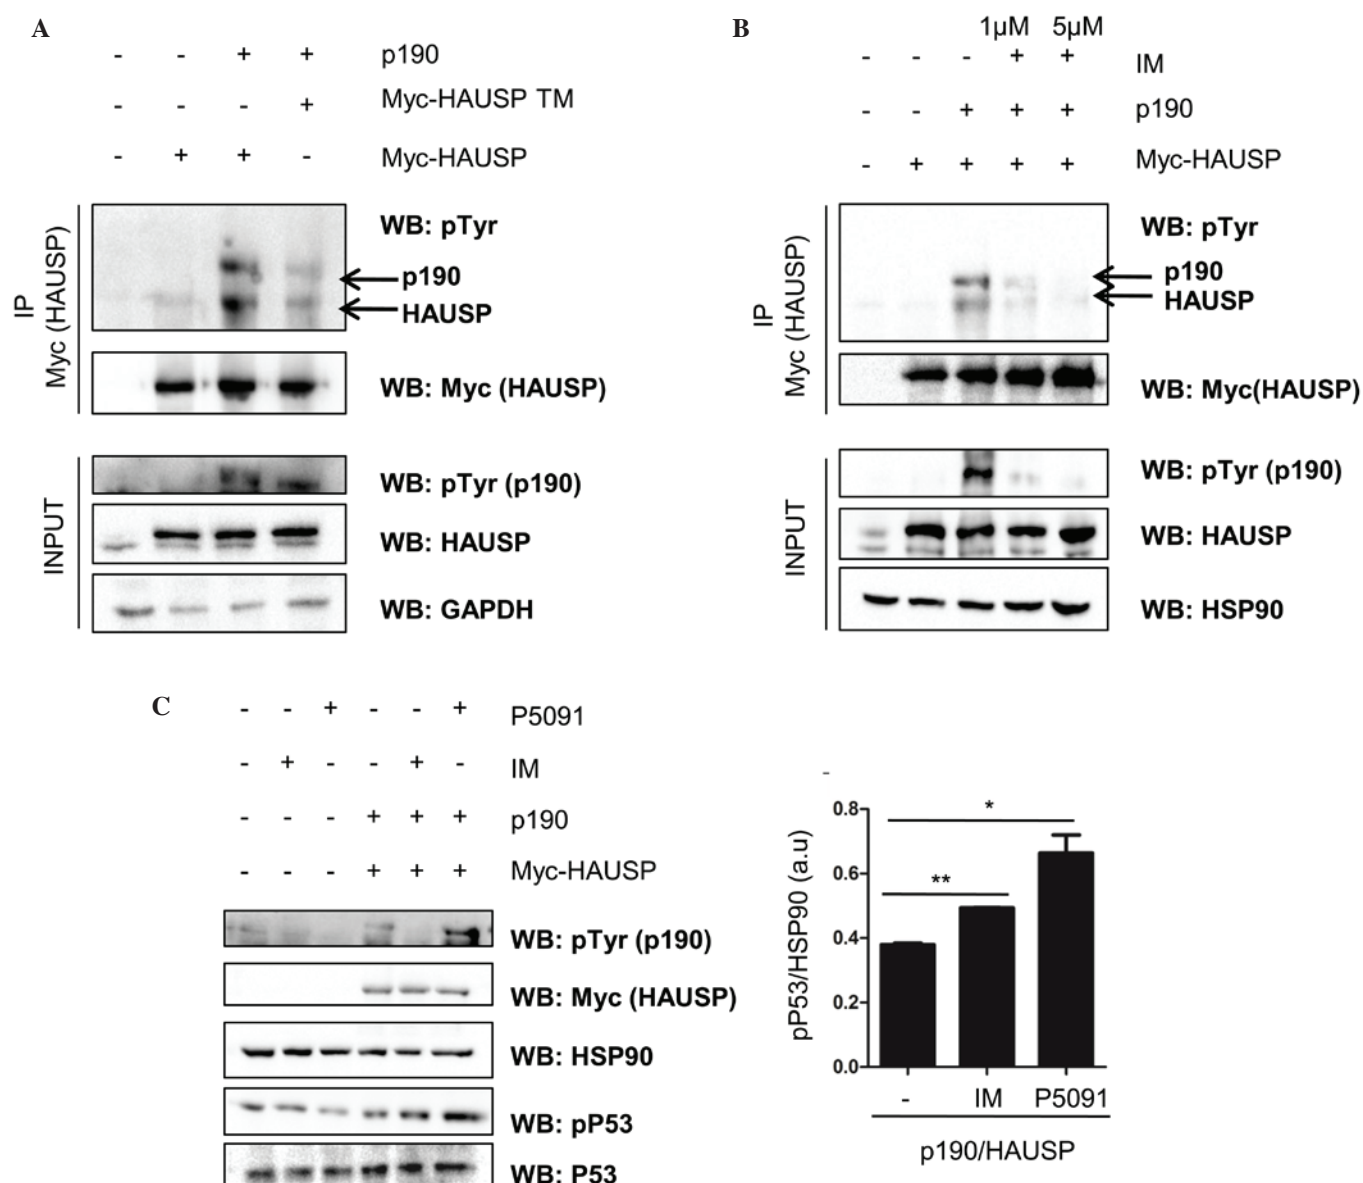 A
- - + + p190
- - - + Myc-HAUSP TM
- + + - Myc-HAUSP
IP
Myc (HAUSP)
WB: pTyr
p190
HAUSP
WB: Myc (HAUSP)
INPUT
WB: pTyr (p190)
WB: HAUSP
WB: GAPDH
B
1μM 5μM
- - - + + IM
- - + + + p190
- + + + + Myc-HAUSP
IP
Myc (HAUSP)
WB: pTyr
p190
HAUSP
WB: Myc(HAUSP)
INPUT
WB: pTyr (p190)
WB: HAUSP
WB: HSP90
C
- - + - - + P5091
- + - - + - IM
- - - + + + p190
- - - + + + Myc-HAUSP
WB: pTyr (p190)
WB: Myc (HAUSP)
WB: HSP90
WB: pP53
WB: P53
-
pP53/HSP90 (a.u)
0.8
0.6
0.4
0.2
0.0
*
**
- IM P5091
p190/HAUSP